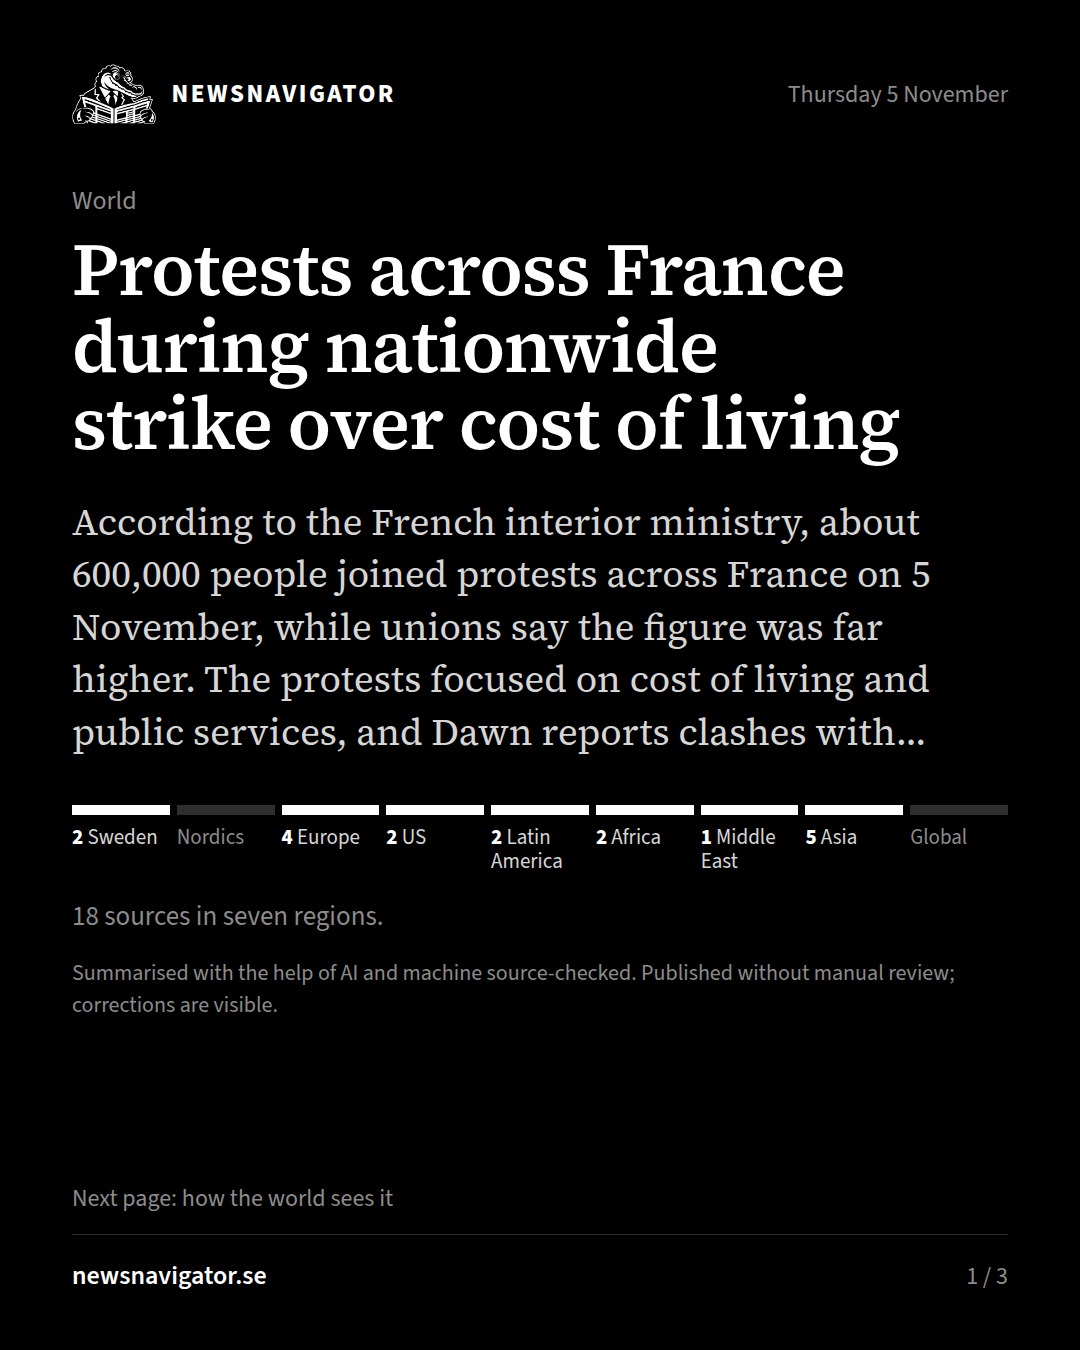 NEWSNAVIGATOR
Thursday 5 November
World
Protests across France
during nationwide
strike over cost of living
According to the French interior ministry, about
600,000 people joined protests across France on 5
November, while unions say the figure was far
higher. The protests focused on cost of living and
public services, and Dawn reports clashes with...
2 Sweden
Nordics
4 Europe
2 US
2 Latin
America
2 Africa
1 Middle
East
5 Asia
Global
18 sources in seven regions.
Summarised with the help of AI and machine source-checked. Published without manual review;
corrections are visible.
Next page: how the world sees it
newsnavigator.se
1 / 3